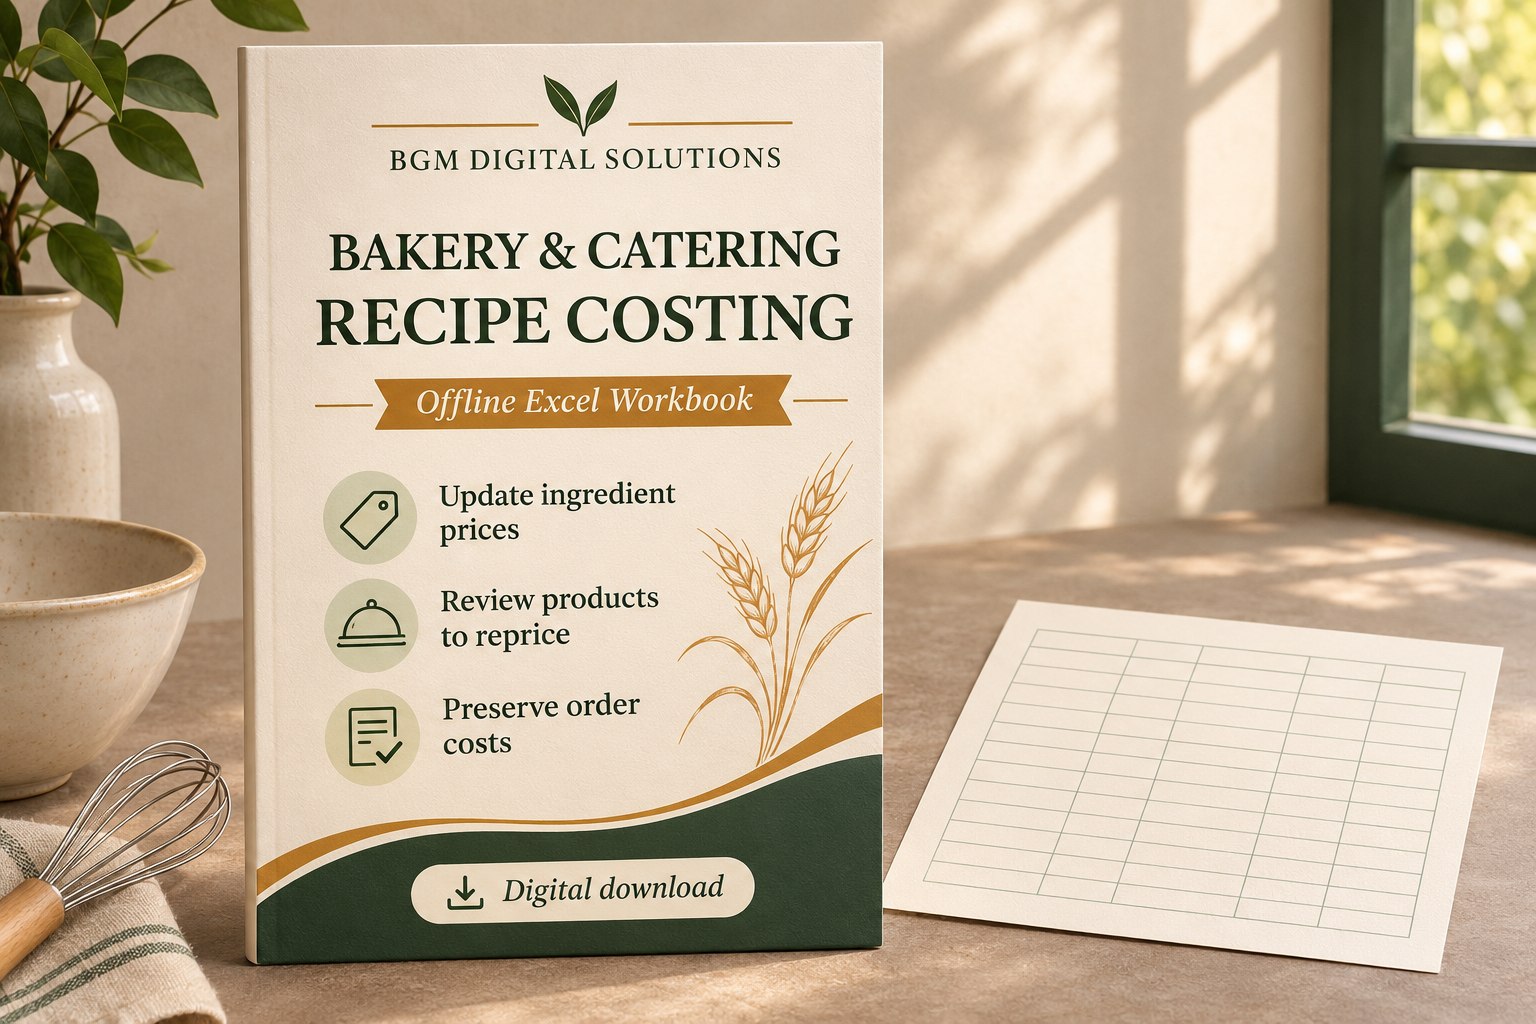 BGM DIGITAL SOLUTIONS
BAKERY & CATERING
RECIPE COSTING
Offline Excel Workbook
Update ingredient
prices
Review products
to reprice
Preserve order
costs
Digital download